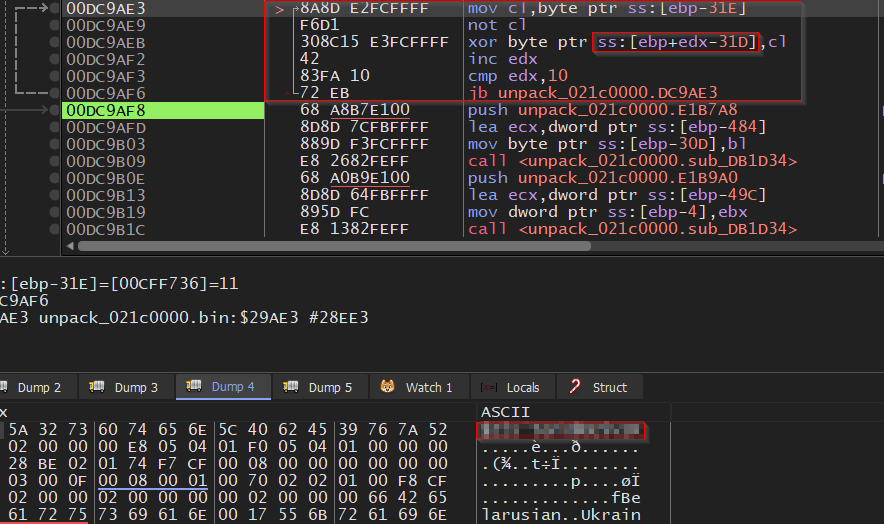 00DC9AE3 > 8A8D E2FCFFFF mov cl,byte ptr ss:[ebp-31E]
00DC9AE9 F6D1 not cl
00DC9AEB 308C15 E3FCFFFF xor byte ptr ss:[ebp+edx-31D],cl
00DC9AF2 42 inc edx
00DC9AF3 83FA 10 cmp edx,10
00DC9AF6 72 EB jb unpack_021c0000.DC9AE3
00DC9AF8 68 A8B7E100 push unpack_021c0000.E1B7A8
00DC9AFD 8D8D 7CFBFFFF lea ecx,dword ptr ss:[ebp-484]
00DC9B03 889D F3FCFFFF mov byte ptr ss:[ebp-30D],bl
00DC9B09 E8 2682FEFF call <unpack_021c0000.sub_DB1D34>
00DC9B0E 68 A0B9E100 push unpack_021c0000.E1B9A0
00DC9B13 8D8D 64FBFFFF lea ecx,dword ptr ss:[ebp-49C]
00DC9B19 895D FC mov dword ptr ss:[ebp-4],ebx
00DC9B1C E8 1382FEFF call <unpack_021c0000.sub_DB1D34>
:[ebp-31E]=[00CFF736]=11
C9AF6
AE3 unpack_021c0000.bin:$29AE3 #28EE3
Dump 2 Dump 3 Dump 4 Dump 5 Watch 1 Locals Struct
x ASCII
5A 32 73 60 74 65 6E 5C 40 62 45 39 76 7A 52
02 00 00 00 E8 05 04 01 F0 05 04 01 00 00 00 .....è...ð......
28 BE 02 01 74 F7 CF 00 08 00 00 00 00 00 00 .(¾..t÷Ï........
03 00 0F 00 08 00 01 00 70 02 02 01 00 F8 CF ........p....øÏ
02 00 00 00 02 00 00 00 02 00 00 00 66 42 65 .............fBe
61 72 75 73 69 61 6E 00 17 55 6B 72 61 69 6E larusian..Ukrain